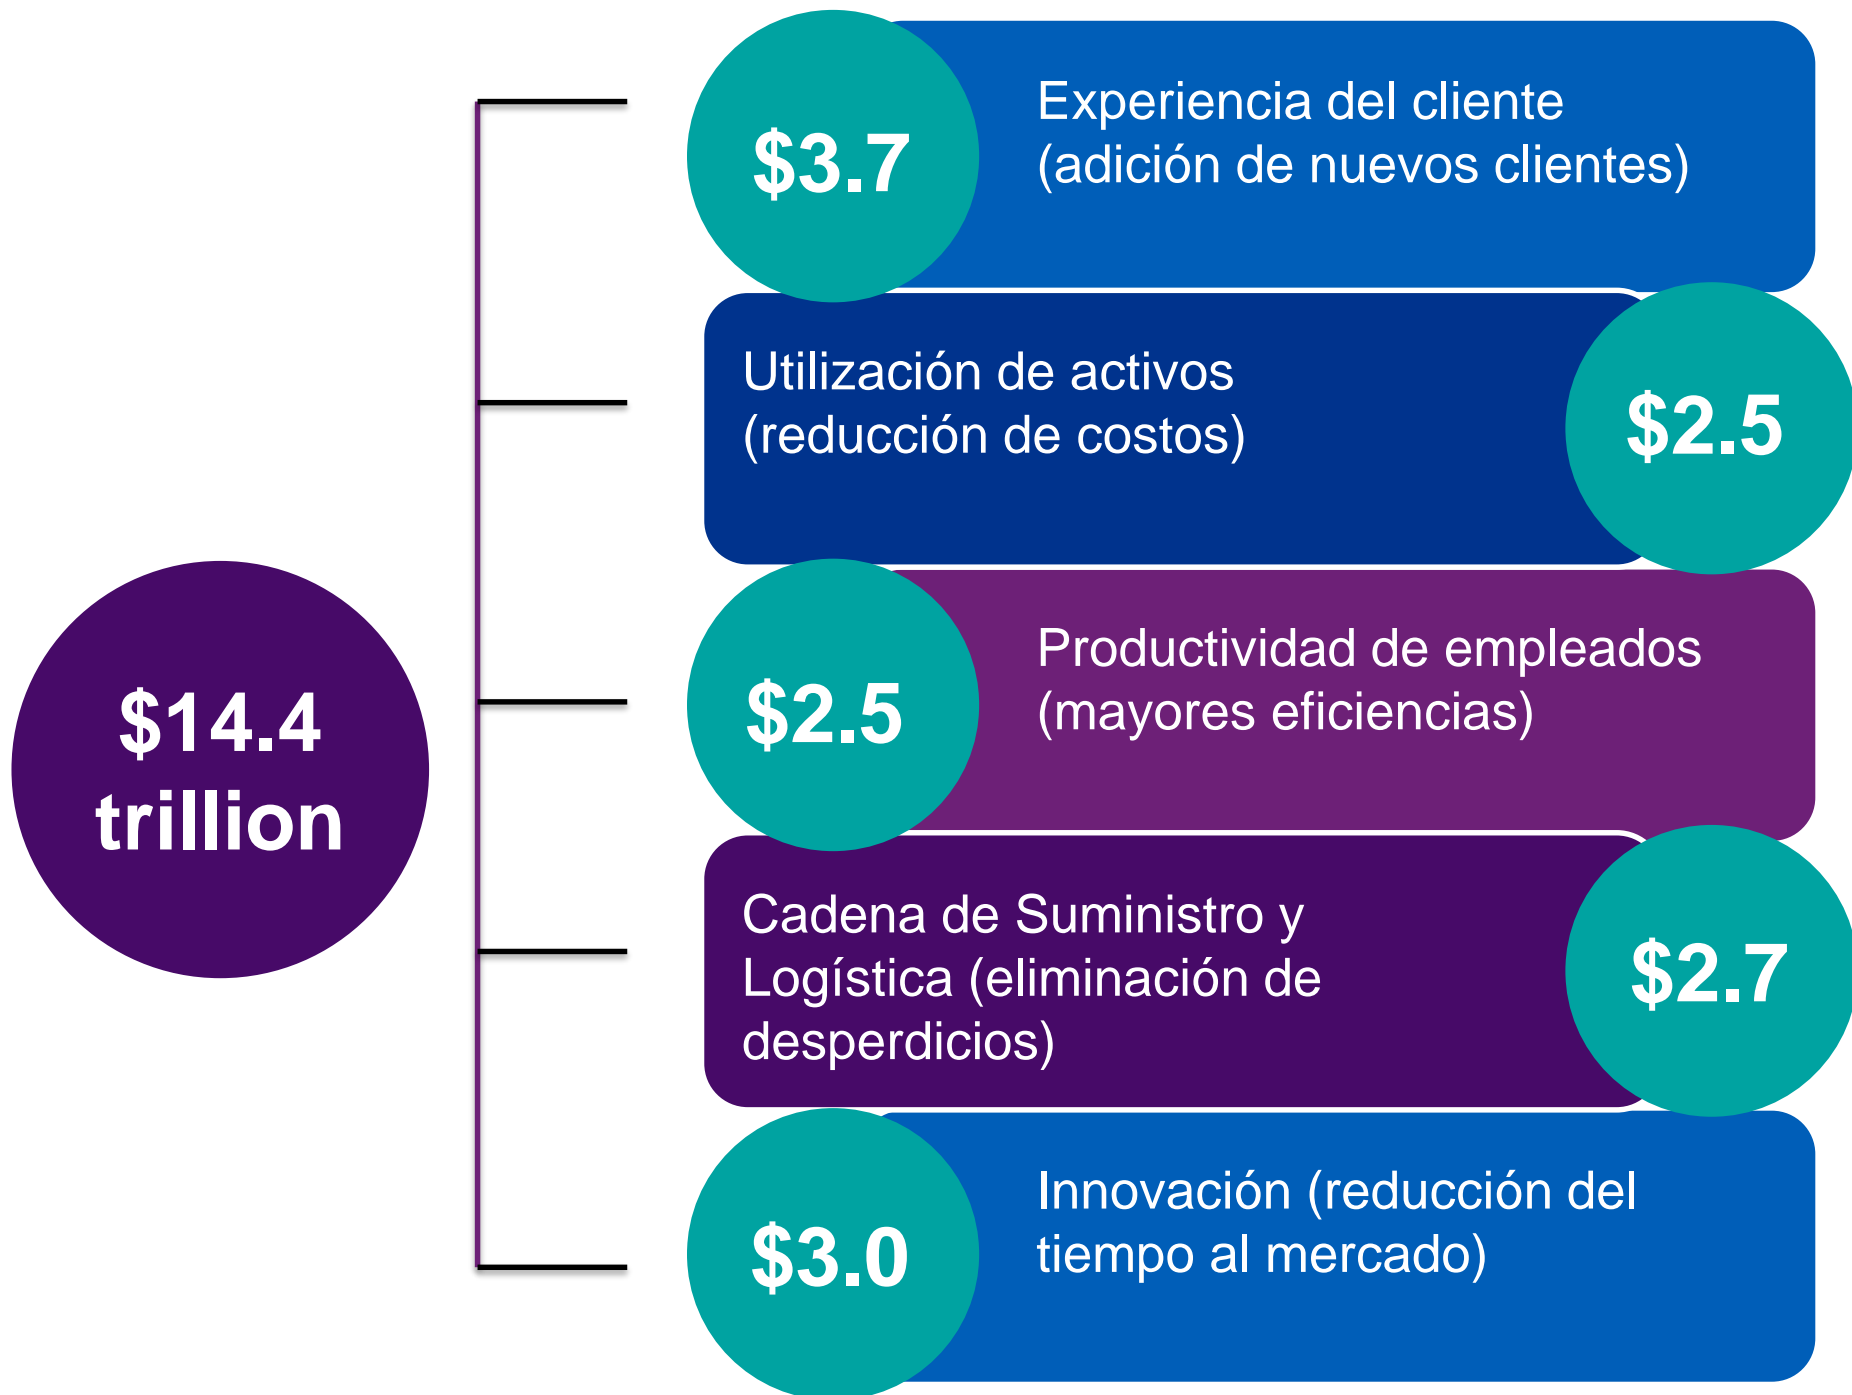 $14.4
trillion
$3.7
Experiencia del cliente
(adición de nuevos clientes)
Utilización de activos
(reducción de costos)
$2.5
$2.5
Productividad de empleados
(mayores eficiencias)
Cadena de Suministro y
Logística (eliminación de
desperdicios)
$2.7
$3.0
Innovación (reducción del
tiempo al mercado)